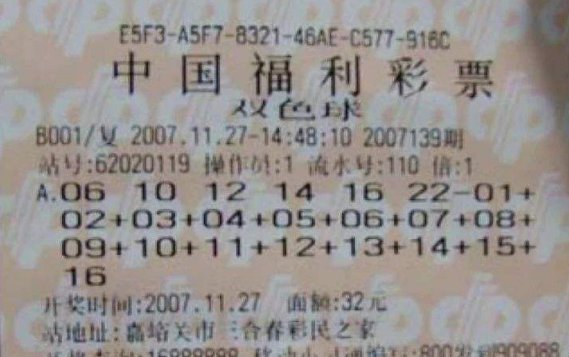 E5F3-A5F7-8321-46AE-C577-916C
中国福利彩票
双色球
B001/复 2007.11.27-14:48:10 2007139期
站号:62020119 操作员:1 流水号:110 倍:1
A.06 10 12 14 16 22-01+
02+03+04+05+06+07+08+
09+10+11+12+13+14+15+
16
开奖时间:2007.11.27 面额:32元
站地址:嘉峪关市三合春彩民之家